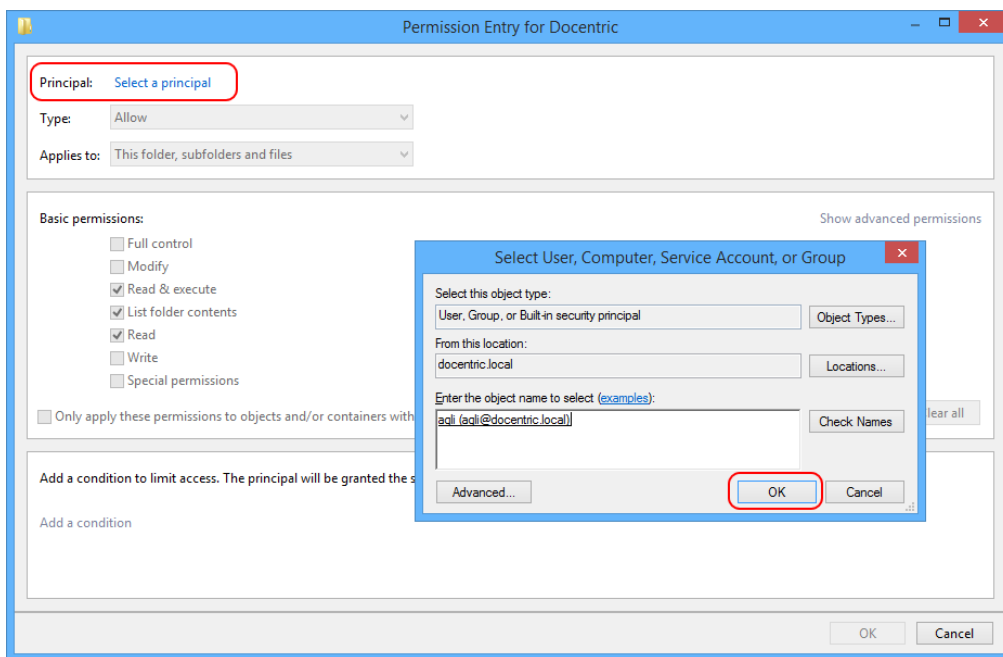 Permission Entry for Docentric
Principal: Select a principal
Type: Allow
Applies to: This folder, subfolders and files
Basic permissions:
Show advanced permissions
Full control
Modify
Read & execute
List folder contents
Read
Write
Special permissions
Only apply these permissions to objects and/or containers with
lear all
Add a condition to limit access. The principal will be granted the s
Add a condition
OK Cancel
Select User, Computer, Service Account, or Group
Select this object type:
User, Group, or Built-in security principal Object Types...
From this location:
docentric.local Locations...
Enter the object name to select (examples):
agli (agli@docentric.local) Check Names
Advanced... OK Cancel